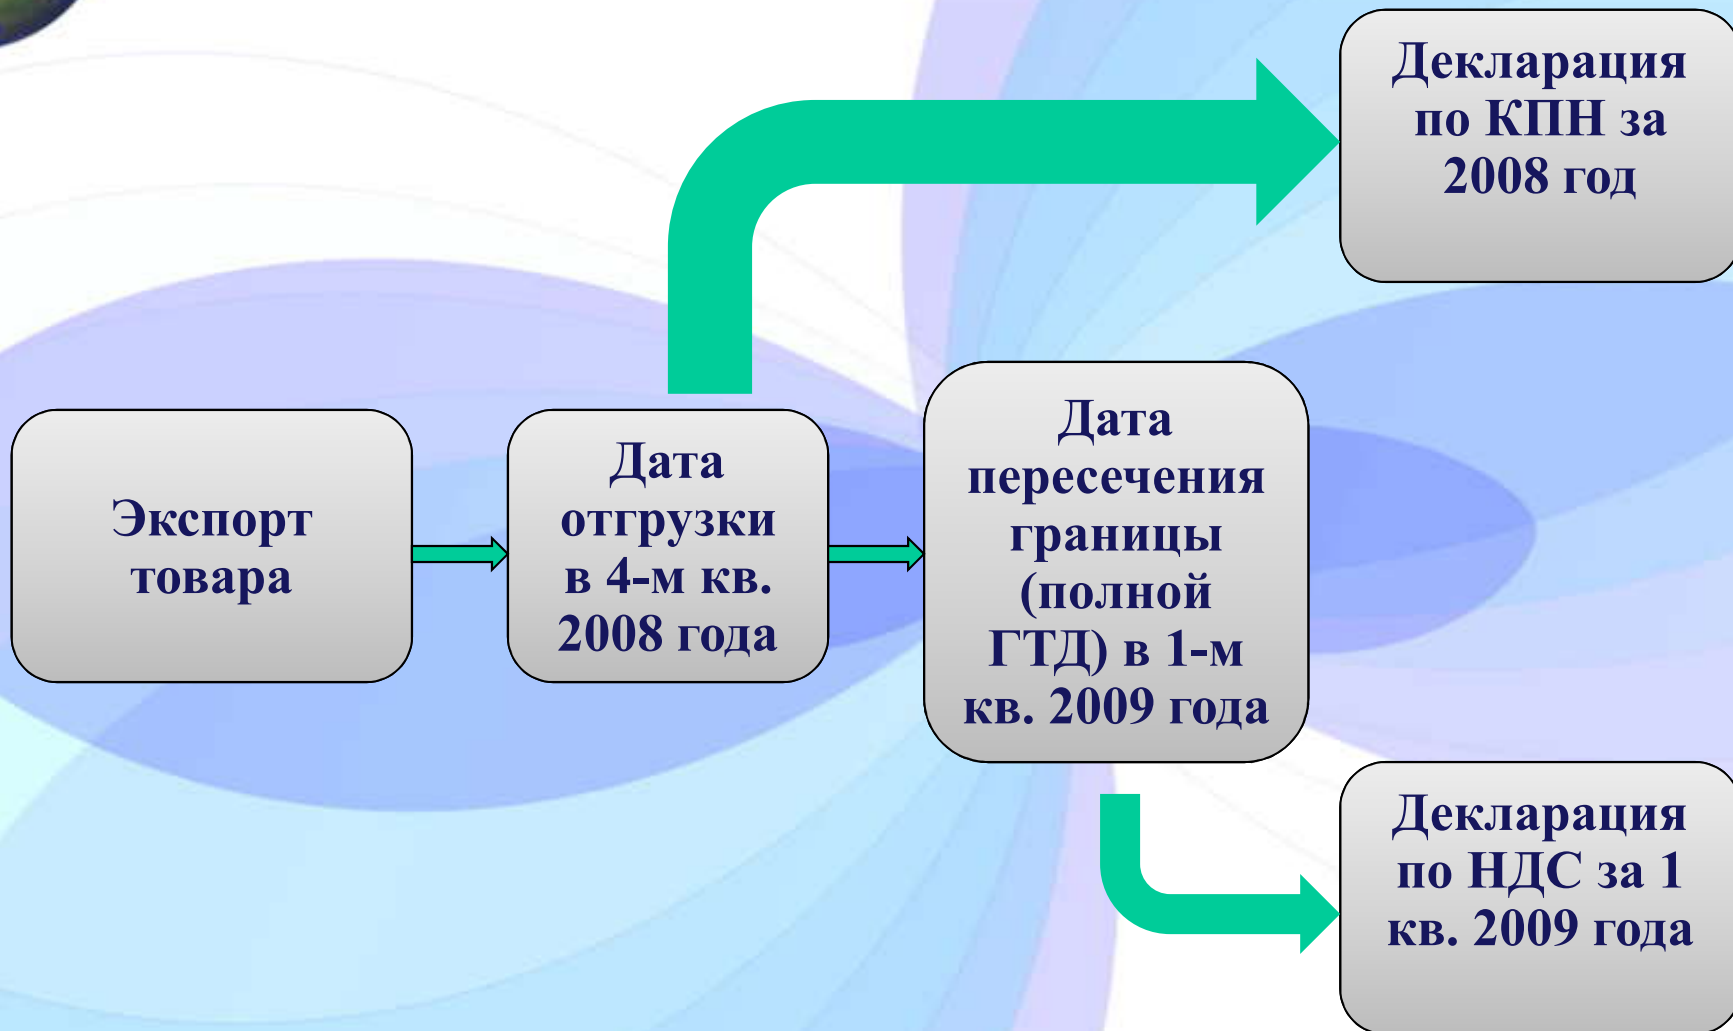 Декларация
по КПН за
2008 год
Экспорт
товара
Дата
отгрузки
в 4-м кв.
2008 года
Дата
пересечения
границы
(полной
ГТД) в 1-м
кв. 2009 года
Декларация
по НДС за 1
кв. 2009 года